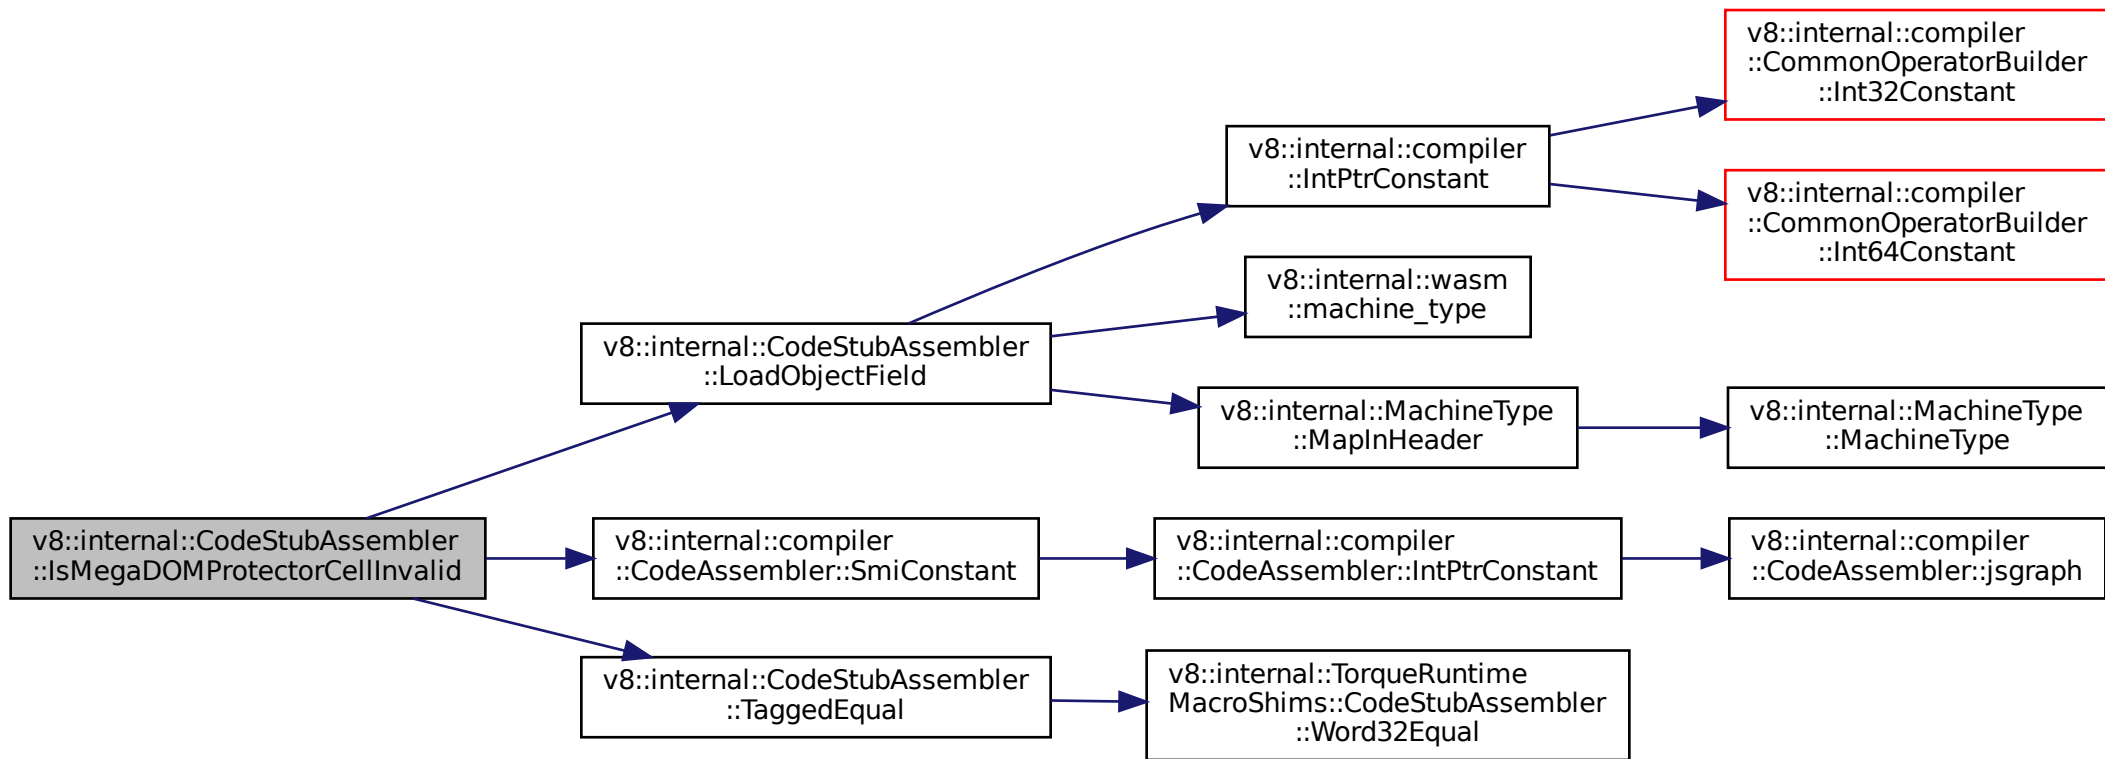 v8::internal::compiler
::CommonOperatorBuilder
::Int32Constant
v8::internal::compiler
::IntPtrConstant
v8::internal::compiler
::CommonOperatorBuilder
::Int64Constant
v8::internal::wasm
::machine_type
v8::internal::CodeStubAssembler
::LoadObjectField
v8::internal::MachineType
::MapInHeader
v8::internal::MachineType
::MachineType
v8::internal::CodeStubAssembler
::IsMegaDOMProtectorCellInvalid
v8::internal::compiler
::CodeAssembler::SmiConstant
v8::internal::compiler
::CodeAssembler::IntPtrConstant
v8::internal::compiler
::CodeAssembler::jsgraph
v8::internal::CodeStubAssembler
::TaggedEqual
v8::internal::TorqueRuntime
MacroShims::CodeStubAssembler
::Word32Equal